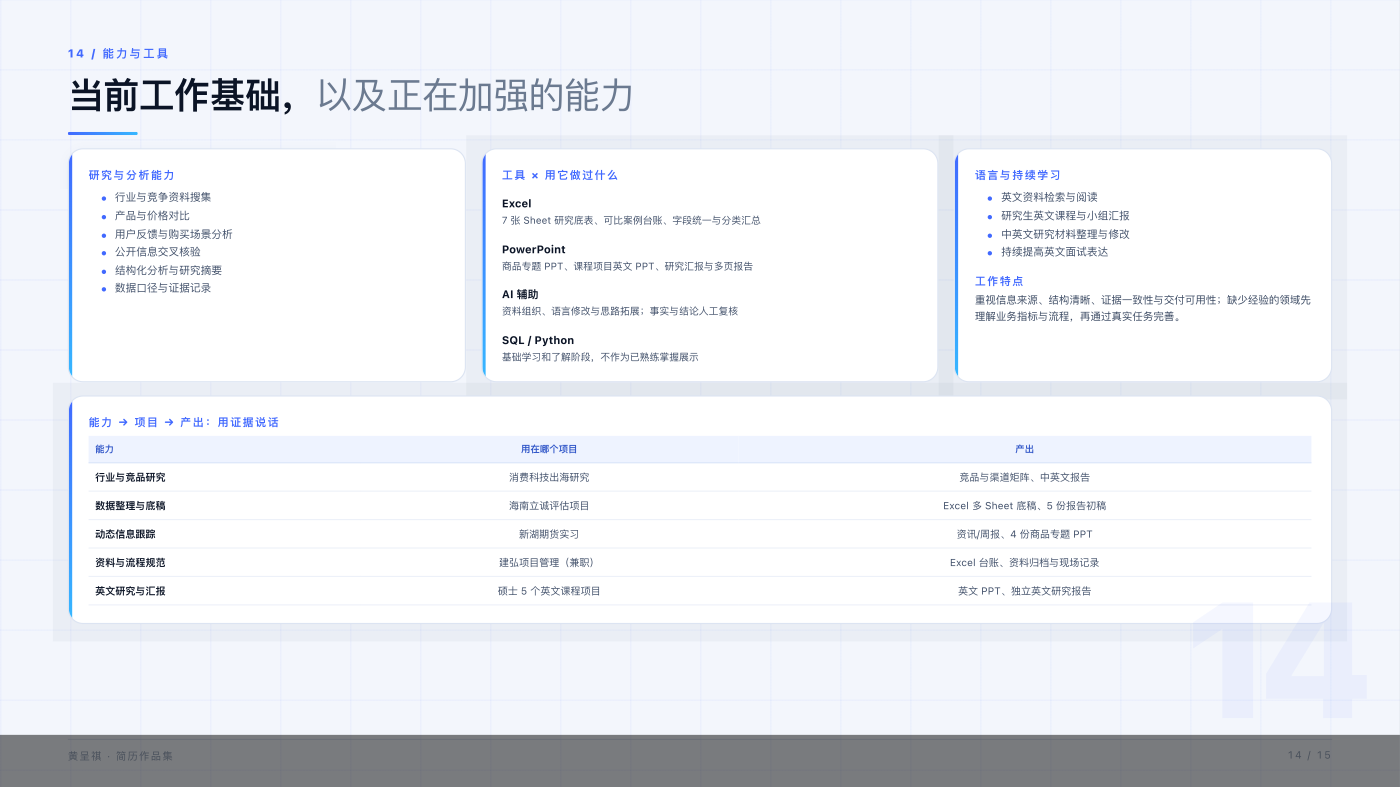 14 / 能力与工具
当前工作基础，以及正在加强的能力
研究与分析能力
行业与竞争资料搜集
产品与价格对比
用户反馈与购买场景分析
公开信息交叉核验
结构化分析与研究摘要
数据口径与证据记录
工具 × 用它做过什么
Excel
7 张 Sheet 研究底表、可比案例台账、字段统一与分类汇总
PowerPoint
商品专题 PPT、课程项目英文 PPT、研究汇报与多页报告
AI 辅助
资料组织、语言修改与思路拓展；事实与结论人工复核
SQL / Python
基础学习和了解阶段，不作为已熟练掌握展示
语言与持续学习
英文资料检索与阅读
研究生英文课程与小组汇报
中英文研究材料整理与修改
持续提高英文面试表达
工作特点
重视信息来源、结构清晰、证据一致性与交付可用性；缺少经验的领域先
理解业务指标与流程，再通过真实任务完善。
能力 → 项目 → 产出：用证据说话
能力 用在哪个项目 产出
行业与竞品研究 消费科技出海研究 竞品与渠道矩阵、中英文报告
数据整理与底稿 海南立诚评估项目 Excel 多 Sheet 底稿、5 份报告初稿
动态信息跟踪 新湖期货实习 资讯/周报、4 份商品专题 PPT
资料与流程规范 建弘项目管理（兼职） Excel 台账、资料归档与现场记录
英文研究与汇报 硕士 5 个英文课程项目 英文 PPT、独立英文研究报告
14
黄呈祺 · 简历作品集
14 / 15